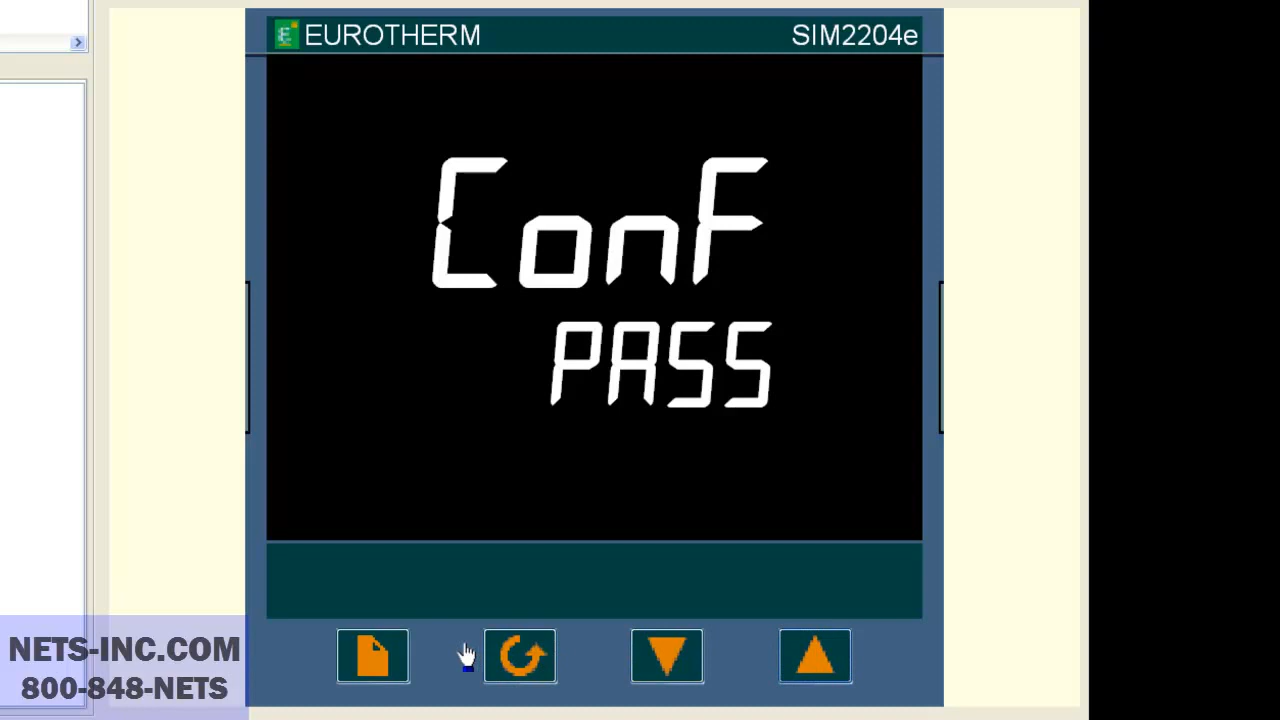 EUROTHERM SIM2204e
ConF
PASS
NETS-INC.COM
800-848-NETS